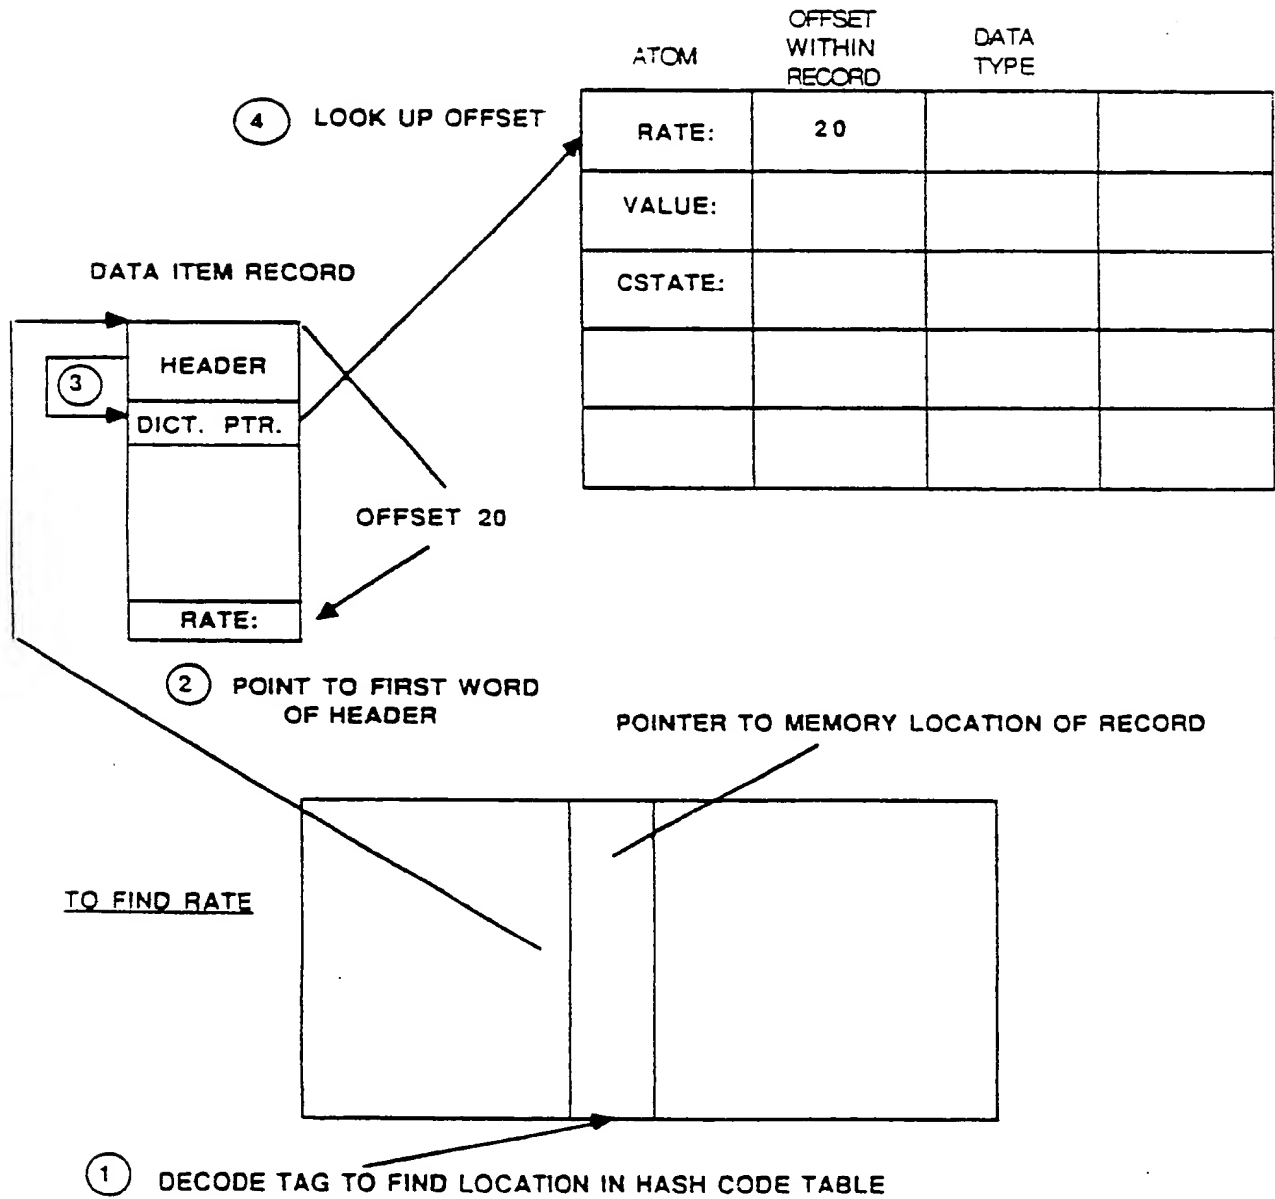 ATOM
OFFSET
WITHIN
RECORD
DATA
TYPE
4 LOOK UP OFFSET
RATE:
20
VALUE:
CSTATE:
DATA ITEM RECORD
HEADER
3
DICT. PTR.
OFFSET 20
RATE:
2 POINT TO FIRST WORD
OF HEADER
POINTER TO MEMORY LOCATION OF RECORD
TO FIND RATE
1 DECODE TAG TO FIND LOCATION IN HASH CODE TABLE